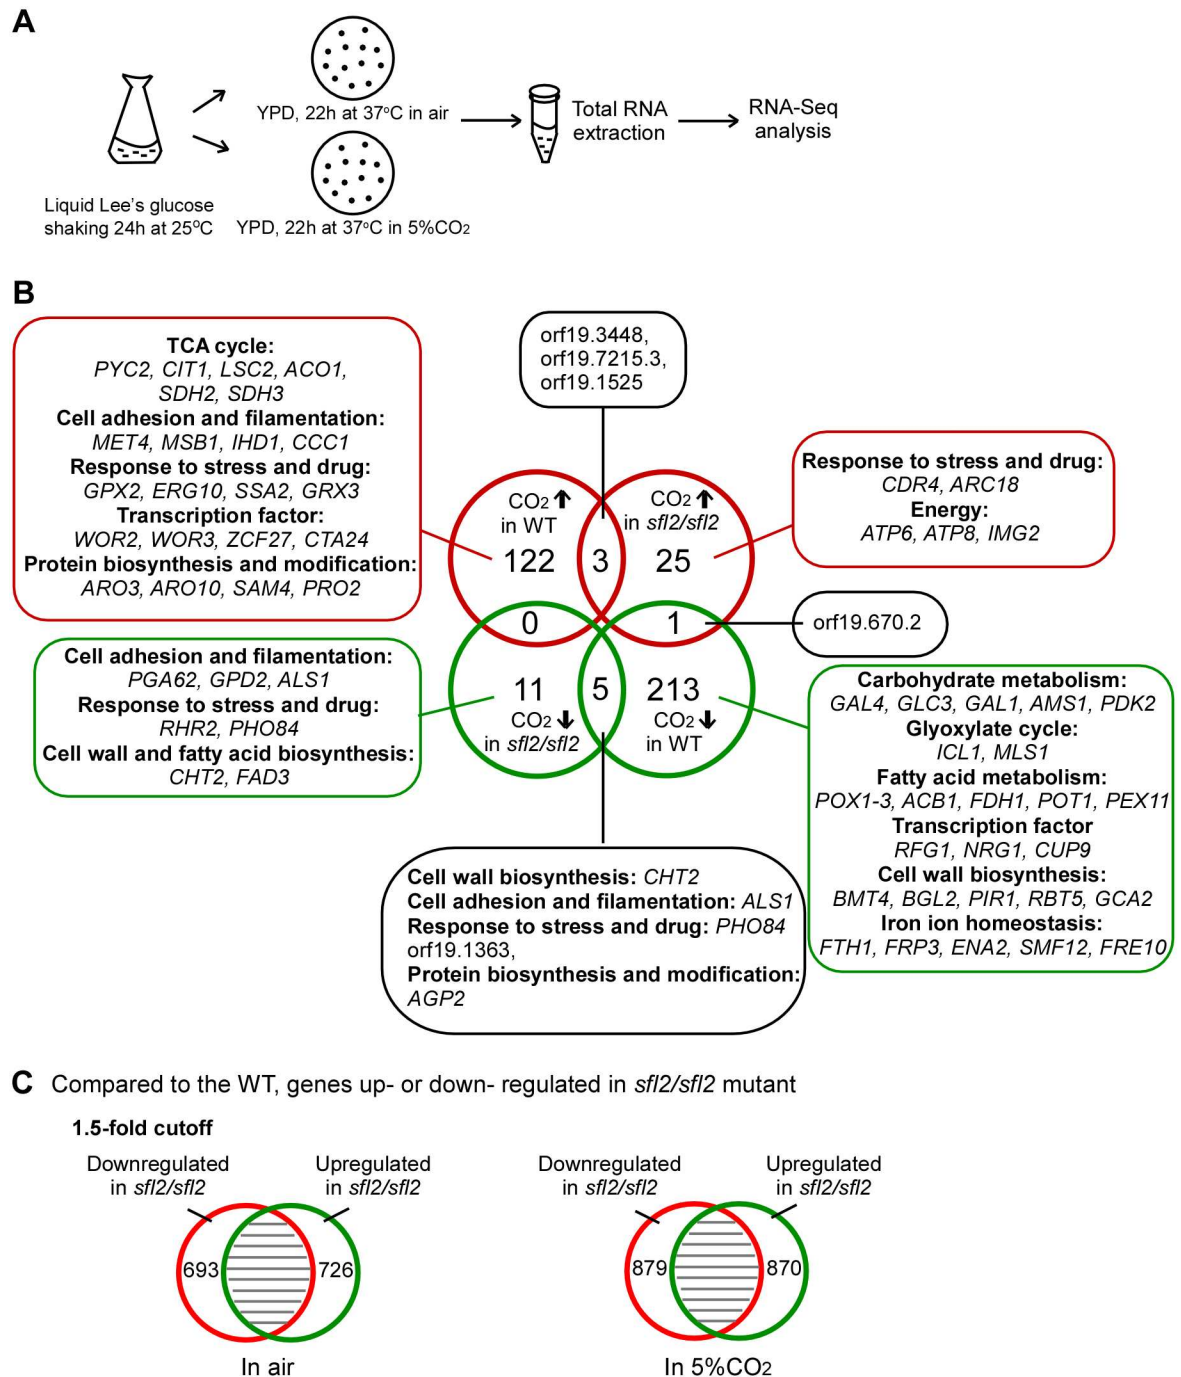 A
YPD, 22h at 37°C in air
Total RNA
extraction
RNA-Seq
analysis
Liquid Lee's glucose
shaking 24h at 25°C
YPD, 22h at 37°C in 5%CO2
B
TCA cycle:
PYC2, CIT1, LSC2, ACO1,
SDH2, SDH3
Cell adhesion and filamentation:
MET4, MSB1, IHD1, CCC1
Response to stress and drug:
GPX2, ERG10, SSA2, GRX3
Transcription factor:
WOR2, WOR3, ZCF27, CTA24
Protein biosynthesis and modification:
ARO3, ARO10, SAM4, PRO2
orf19.3448,
orf19.7215.3,
orf19.1525
Response to stress and drug:
CDR4, ARC18
Energy:
ATP6, ATP8, IMG2
CO2 ↑
in WT
122
3
CO2 ↑
in sfl2/sfl2
25
0
1
orf19.670.2
Cell adhesion and filamentation:
PGA62, GPD2, ALS1
Response to stress and drug:
RHR2, PHO84
Cell wall and fatty acid biosynthesis:
CHT2, FAD3
11
CO2 ↓
in sfl2/sfl2
5
213
CO2 ↓
in WT
Carbohydrate metabolism:
GAL4, GLC3, GAL1, AMS1, PDK2
Glyoxylate cycle:
ICL1, MLS1
Fatty acid metabolism:
POX1-3, ACB1, FDH1, POT1, PEX11
Transcription factor
RFG1, NRG1, CUP9
Cell wall biosynthesis:
BMT4, BGL2, PIR1, RBT5, GCA2
Iron ion homeostasis:
FTH1, FRP3, ENA2, SMF12, FRE10
Cell wall biosynthesis: CHT2
Cell adhesion and filamentation: ALS1
Response to stress and drug: PHO84
orf19.1363,
Protein biosynthesis and modification:
AGP2
C Compared to the WT, genes up- or down- regulated in sfl2/sfl2 mutant
1.5-fold cutoff
Downregulated
in sfl2/sfl2
Upregulated
in sfl2/sfl2
693
726
In air
Downregulated
in sfl2/sfl2
Upregulated
in sfl2/sfl2
879
870
In 5%CO2